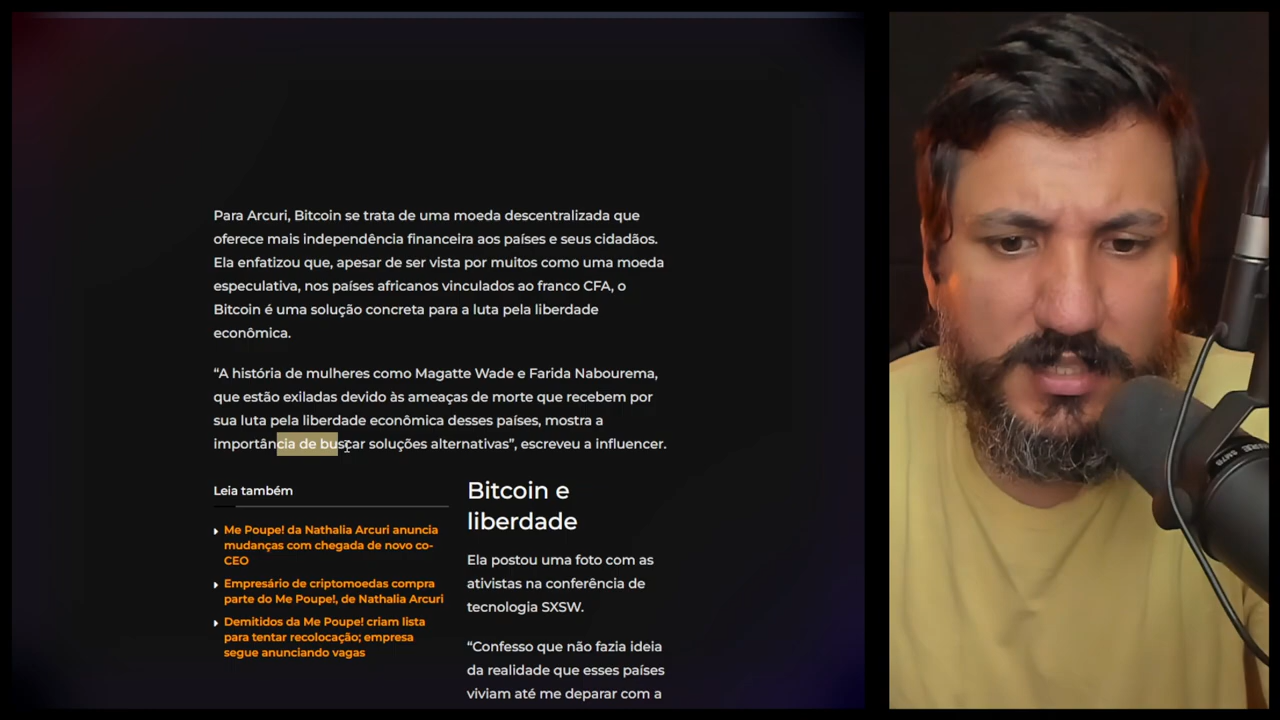 Para Arcuri, Bitcoin se trata de uma moeda descentralizada que
oferece mais independência financeira aos países e seus cidadãos.
Ela enfatizou que, apesar de ser vista por muitos como uma moeda
especulativa, nos países africanos vinculados ao franco CFA, o
Bitcoin é uma solução concreta para a luta pela liberdade
econômica.
“A história de mulheres como Magatte Wade e Farida Nabourema,
que estão exiladas devido às ameaças de morte que recebem por
sua luta pela liberdade econômica desses países, mostra a
importância de buscar soluções alternativas”, escreveu a influencer.
Leia também
Me Poupe! da Nathalia Arcuri anuncia
mudanças com chegada de novo co-
CEO
Empresário de criptomoedas compra
parte do Me Poupe!, de Nathalia Arcuri
Demitidos da Me Poupe! criam lista
para tentar recolocação; empresa
segue anunciando vagas
Bitcoin e
liberdade
Ela postou uma foto com as
ativistas na conferência de
tecnologia SXSW.
“Confesso que não fazia ideia
da realidade que esses países
viviam até me deparar com a
SM7B